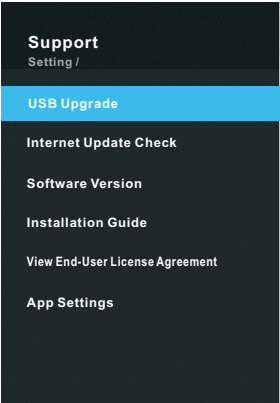 Support
Setting /
USB Upgrade
Internet Update Check
Software Version
Installation Guide
View End-User License Agreement
App Settings